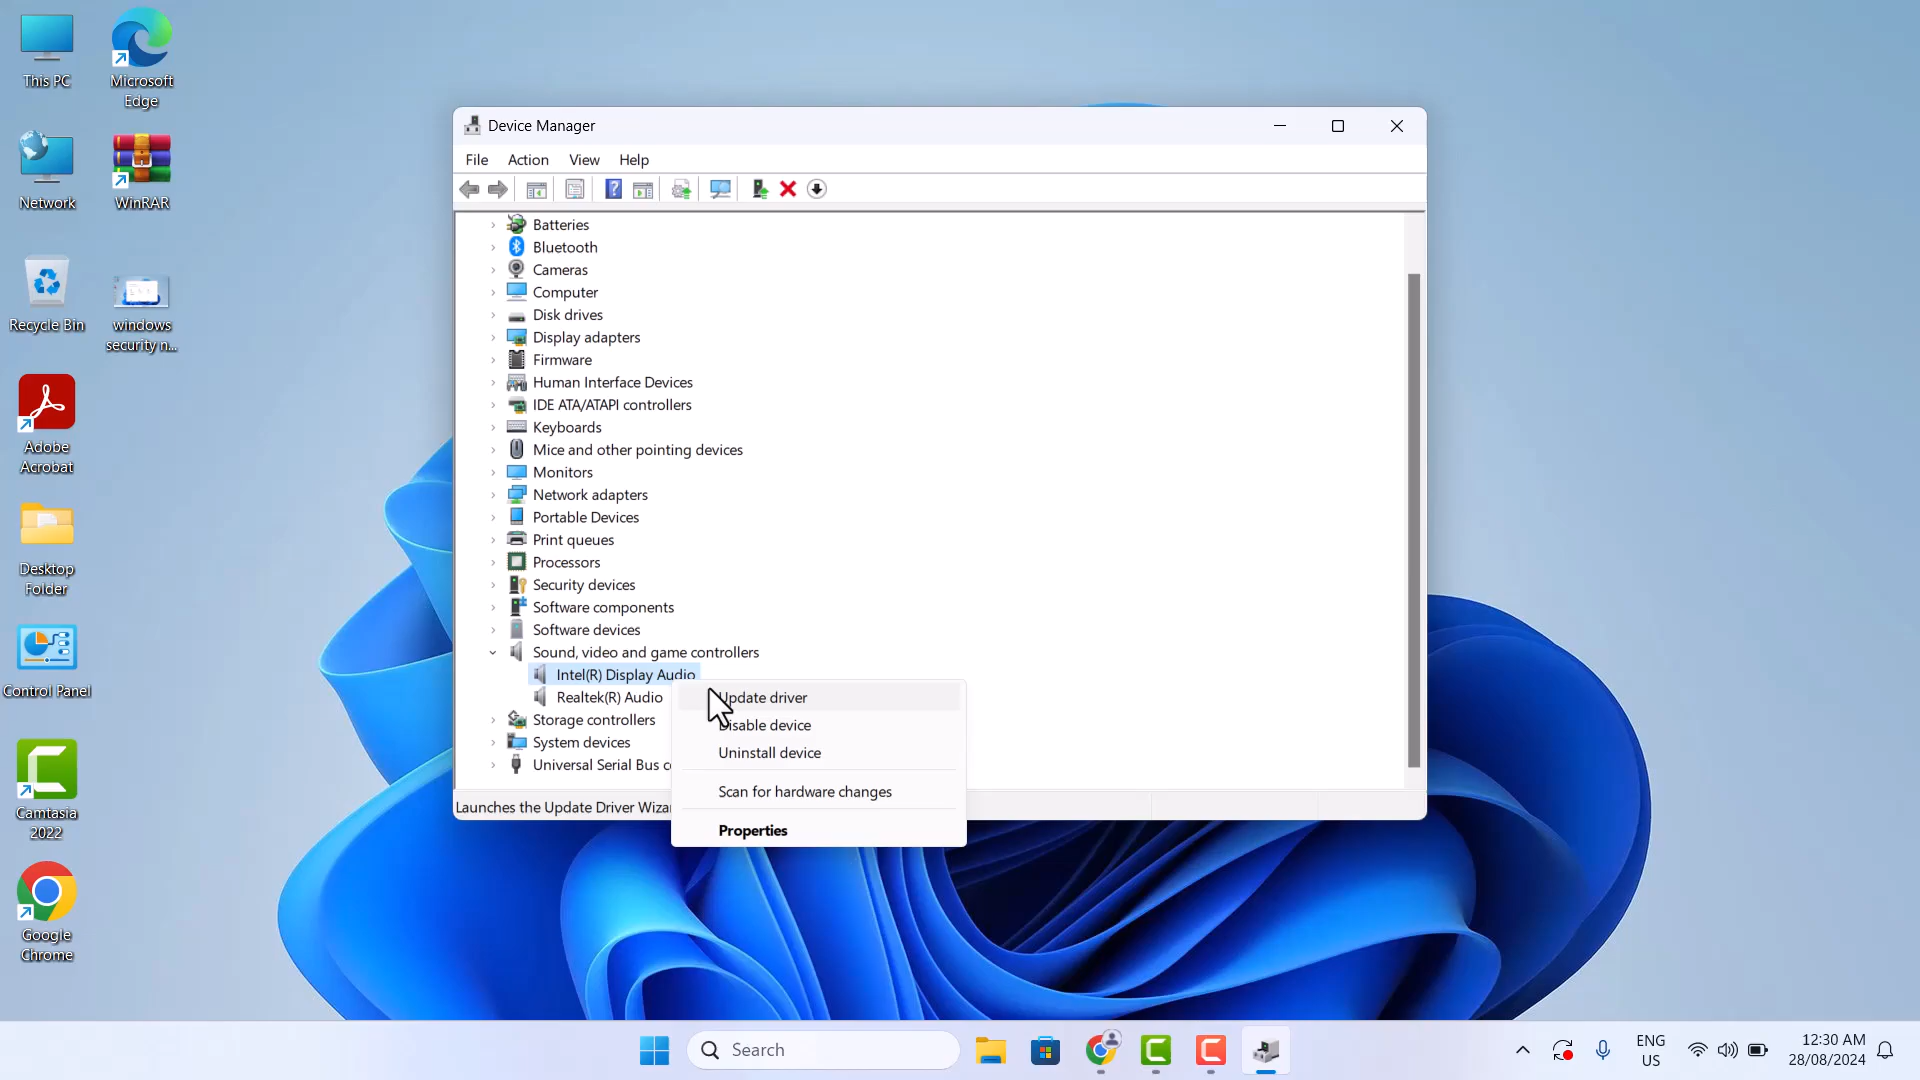 This PC
Microsoft
Edge
Network
WinRAR
Recycle Bin
windows
security n...
Adobe
Acrobat
Desktop
Folder
Control Panel
Camtasia
2022
Google
Chrome
Device Manager
File Action View Help
Batteries
Bluetooth
Cameras
Computer
Disk drives
Display adapters
Firmware
Human Interface Devices
IDE ATA/ATAPI controllers
Keyboards
Mice and other pointing devices
Monitors
Network adapters
Portable Devices
Print queues
Processors
Security devices
Software components
Software devices
Sound, video and game controllers
Intel(R) Display Audio
Realtek(R) Audio
Storage controllers
System devices
Universal Serial Bus c
Launches the Update Driver Wiza
Update driver
Disable device
Uninstall device
Scan for hardware changes
Properties
Search
ENG
US
12:30 AM
28/08/2024